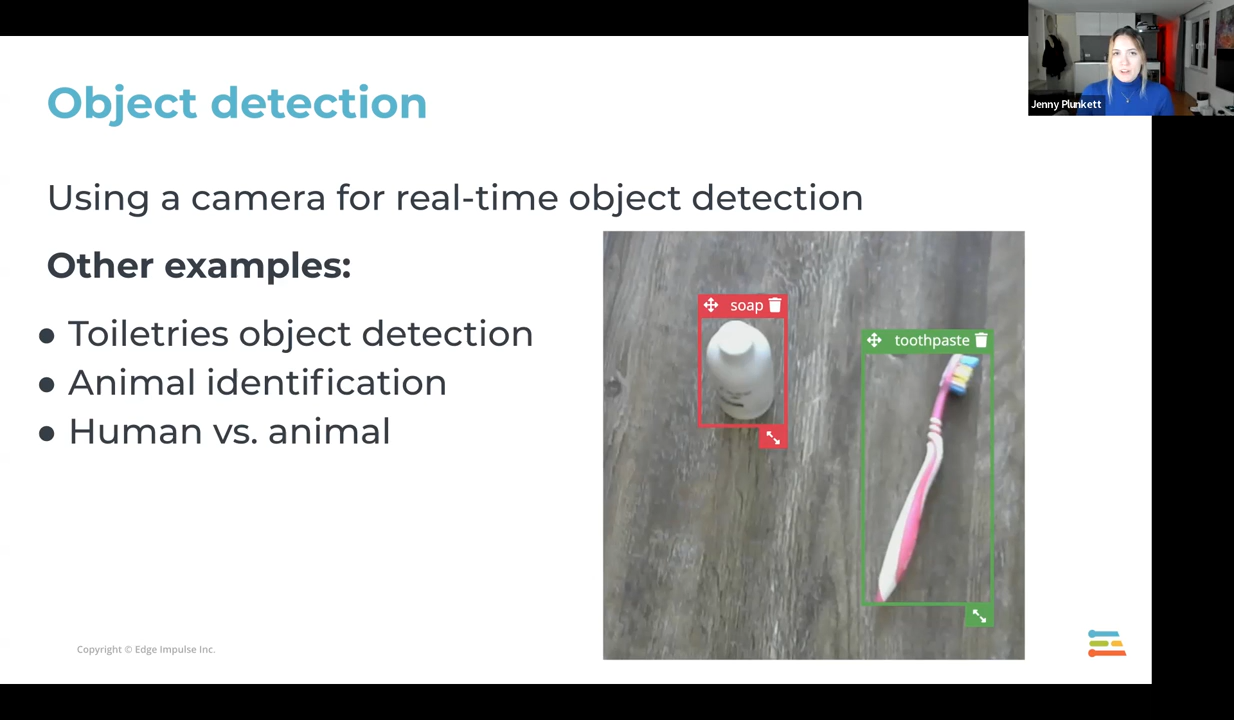 Object detection
Jenny Plunkett
Using a camera for real-time object detection
Other examples:
● Toiletries object detection
● Animal identification
● Human vs. animal
soap
toothpaste
Copyright © Edge Impulse Inc.